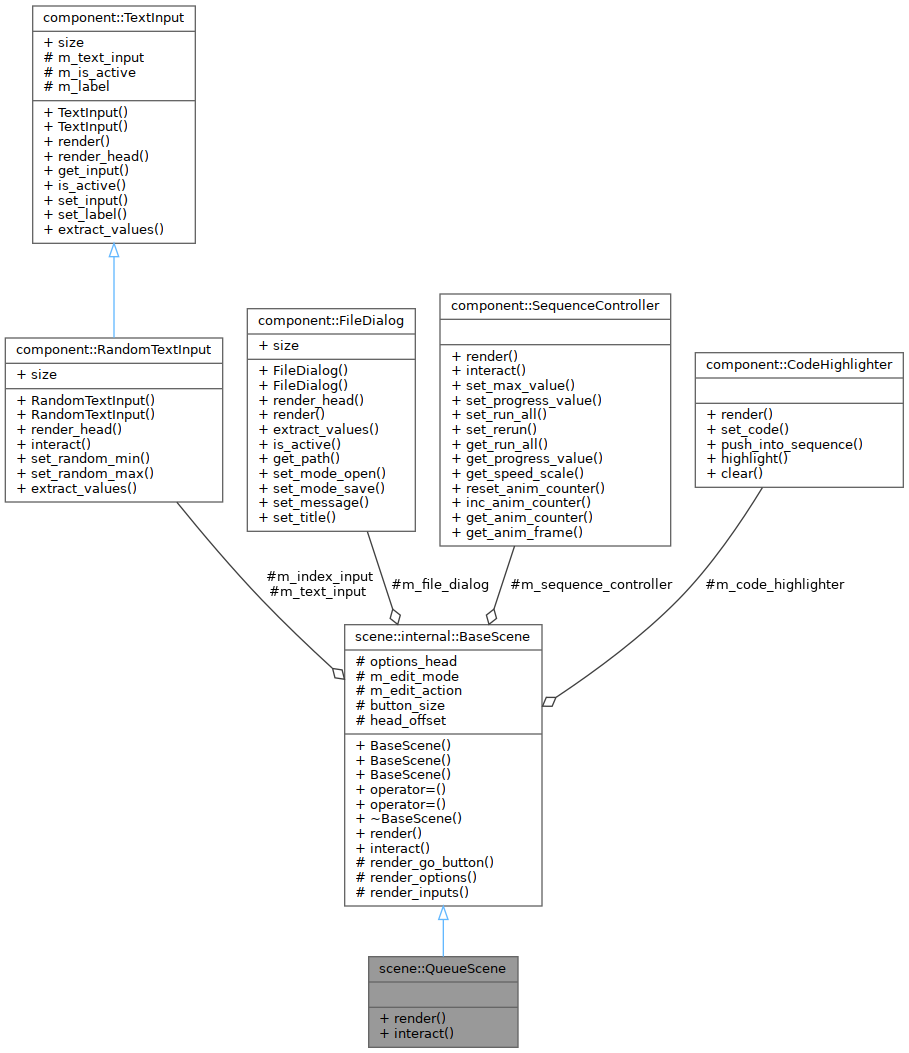 component::TextInput
+ size
# m_text_input
# m_is_active
# m_label
+ TextInput()
+ TextInput()
+ render()
+ render_head()
+ get_input()
+ is_active()
+ set_input()
+ set_label()
+ extract_values()
component::RandomTextInput
+ size
+ RandomTextInput()
+ RandomTextInput()
+ render_head()
+ interact()
+ set_random_min()
+ set_random_max()
+ extract_values()
component::FileDialog
+ size
+ FileDialog()
+ FileDialog()
+ render_head()
+ render()
+ extract_values()
+ is_active()
+ get_path()
+ set_mode_open()
+ set_mode_save()
+ set_message()
+ set_title()
component::SequenceController
+ render()
+ interact()
+ set_max_value()
+ set_progress_value()
+ set_run_all()
+ set_rerun()
+ get_run_all()
+ get_progress_value()
+ get_speed_scale()
+ reset_anim_counter()
+ inc_anim_counter()
+ get_anim_counter()
+ get_anim_frame()
component::CodeHighlighter
+ render()
+ set_code()
+ push_into_sequence()
+ highlight()
+ clear()
#m_index_input
#m_text_input
#m_file_dialog
#m_sequence_controller
#m_code_highlighter
scene::internal::BaseScene
# options_head
# m_edit_mode
# m_edit_action
# button_size
# head_offset
+ BaseScene()
+ BaseScene()
+ BaseScene()
+ operator=()
+ operator=()
+ ~BaseScene()
+ render()
+ interact()
# render_go_button()
# render_options()
# render_inputs()
scene::QueueScene
+ render()
+ interact()